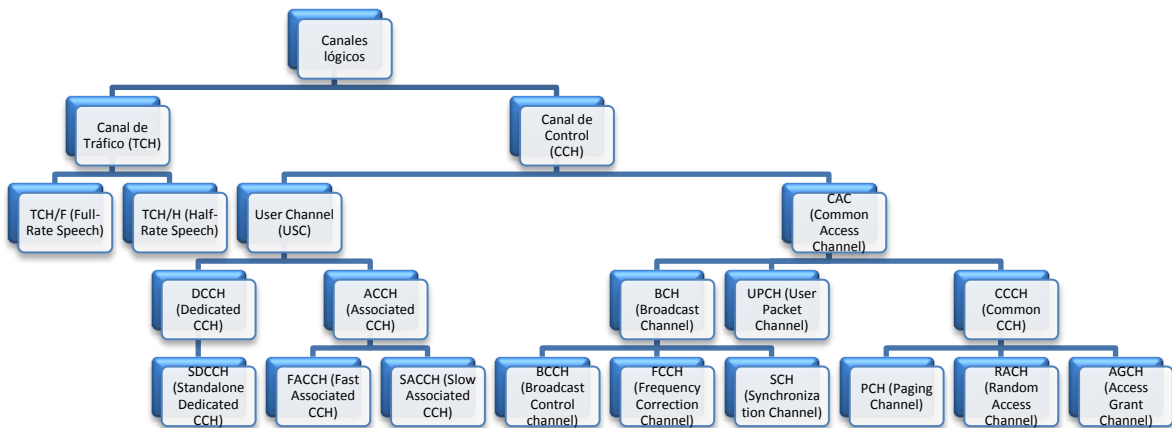 Canales
lógicos
Canal de
Tráfico (TCH)
Canal de
Control
(CCH)
TCH/F (Full-
Rate Speech)
TCH/H (Half-
Rate Speech)
User Channel
(USC)
CAC
(Common
Access
Channel)
DCCH
(Dedicated
CCH)
ACCH
(Associated
CCH)
BCH
(Broadcast
Channel)
UPCH (User
Packet
Channel)
CCCH
(Common
CCH)
SDCCH
(Standalone
Dedicated
CCH)
FACCH (Fast
Associated
CCH)
SACCH (Slow
Associated
CCH)
BCCH
(Broadcast
Control
channel)
FCCH
(Frequency
Correction
Channel)
SCH
(Synchroniza
tion Channel)
PCH (Paging
Channel)
RACH
(Random
Access
Channel)
AGCH
(Access
Grant
Channel)